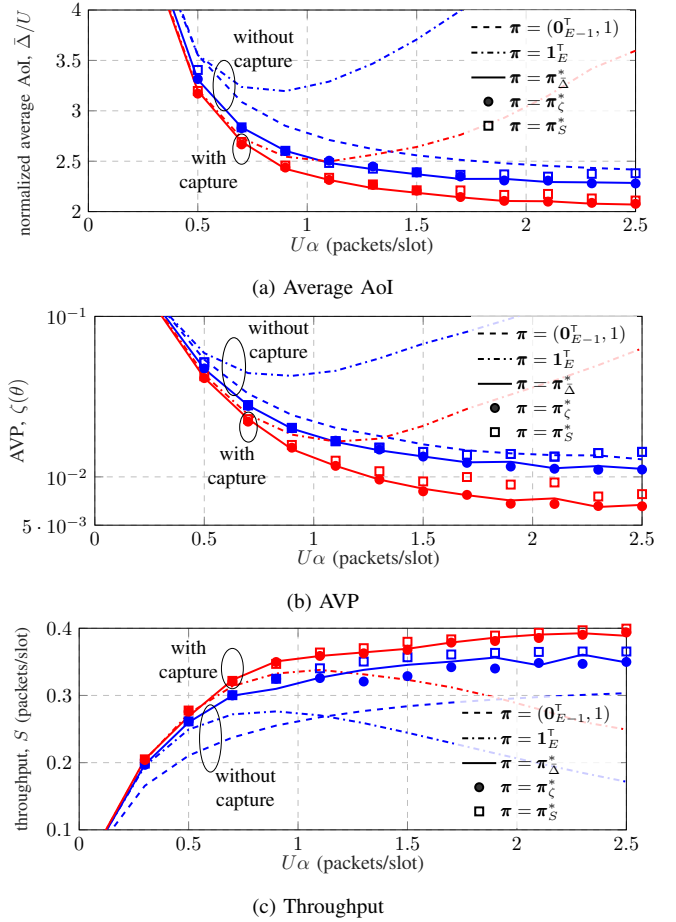 4
3.5
3
2.5
2
normalized average AoI, Δ̄/U
without
capture
with
capture
π = (0ᵀ_{E−1}, 1)
π = 1ᵀ_E
π = π*_Δ̄
π = π*_ζ
π = π*_S
0 0.5 1 1.5 2 2.5
Uα (packets/slot)
(a) Average AoI
10⁻¹
10⁻²
5 · 10⁻³
AVP, ζ(θ)
without
capture
with
capture
π = (0ᵀ_{E−1}, 1)
π = 1ᵀ_E
π = π*_Δ̄
π = π*_ζ
π = π*_S
0 0.5 1 1.5 2 2.5
Uα (packets/slot)
(b) AVP
0.4
0.3
0.2
0.1
throughput, S (packets/slot)
with
capture
without
capture
π = (0ᵀ_{E−1}, 1)
π = 1ᵀ_E
π = π*_Δ̄
π = π*_ζ
π = π*_S
0 0.5 1 1.5 2 2.5
Uα (packets/slot)
(c) Throughput